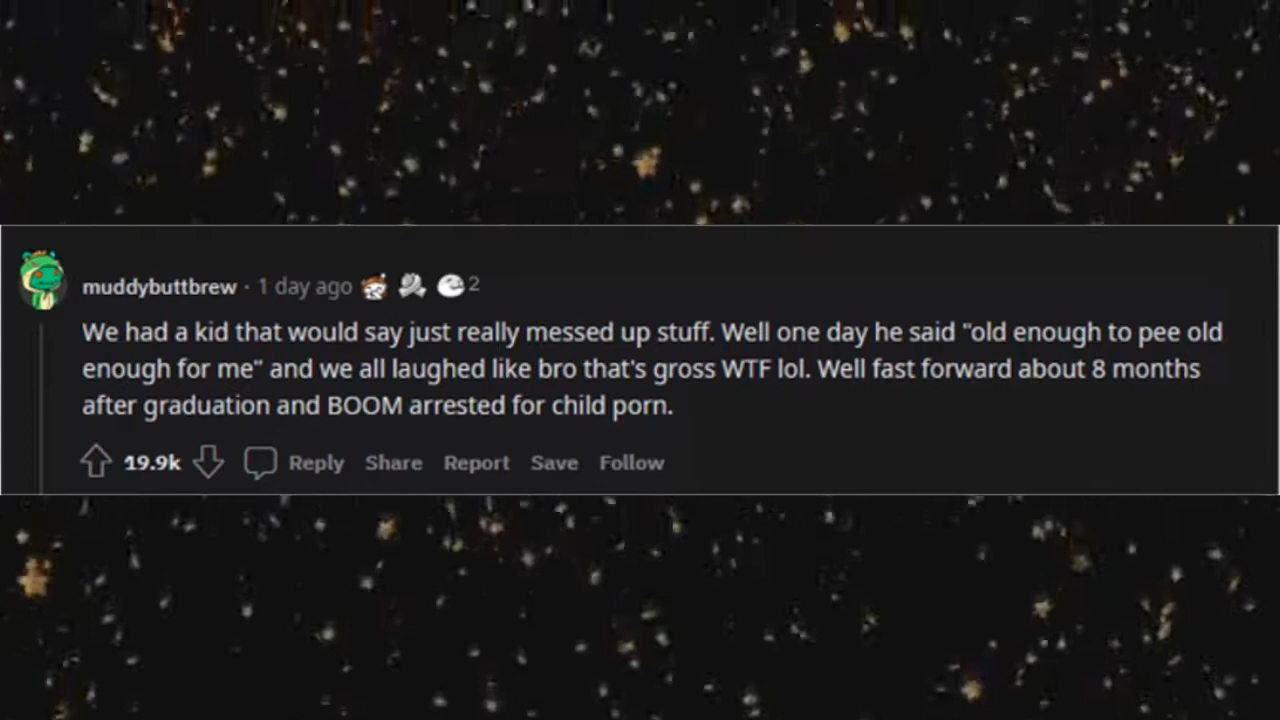 muddybuttbrew · 1 day ago 2
We had a kid that would say just really messed up stuff. Well one day he said "old enough to pee old
enough for me" and we all laughed like bro that's gross WTF lol. Well fast forward about 8 months
after graduation and BOOM arrested for child porn.
19.9k Reply Share Report Save Follow